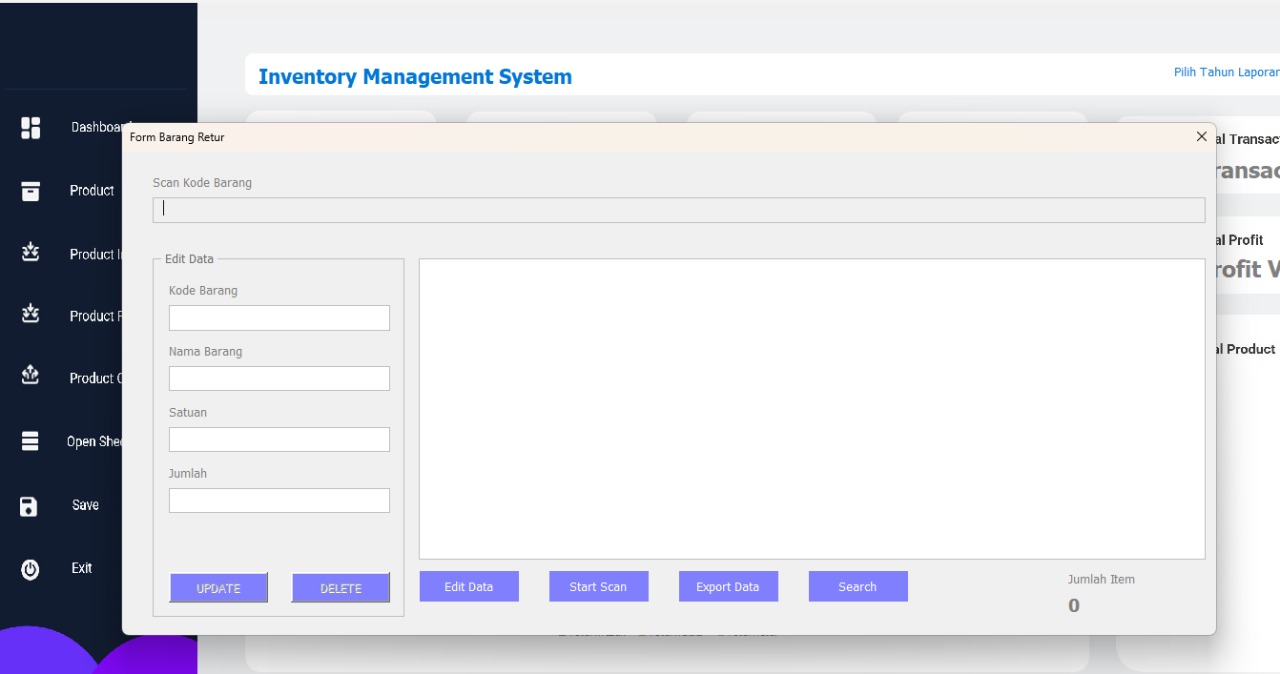 Inventory Management System
Pilih Tahun Laporan
Dashboar
Product
Product I
Product
Product
Open Shee
Save
Exit
Form Barang Retur
Scan Kode Barang
Edit Data
Kode Barang
Nama Barang
Satuan
Jumlah
UPDATE
DELETE
Edit Data
Start Scan
Export Data
Search
Jumlah Item
0
al Transac
ransac
al Profit
rofit
al Product